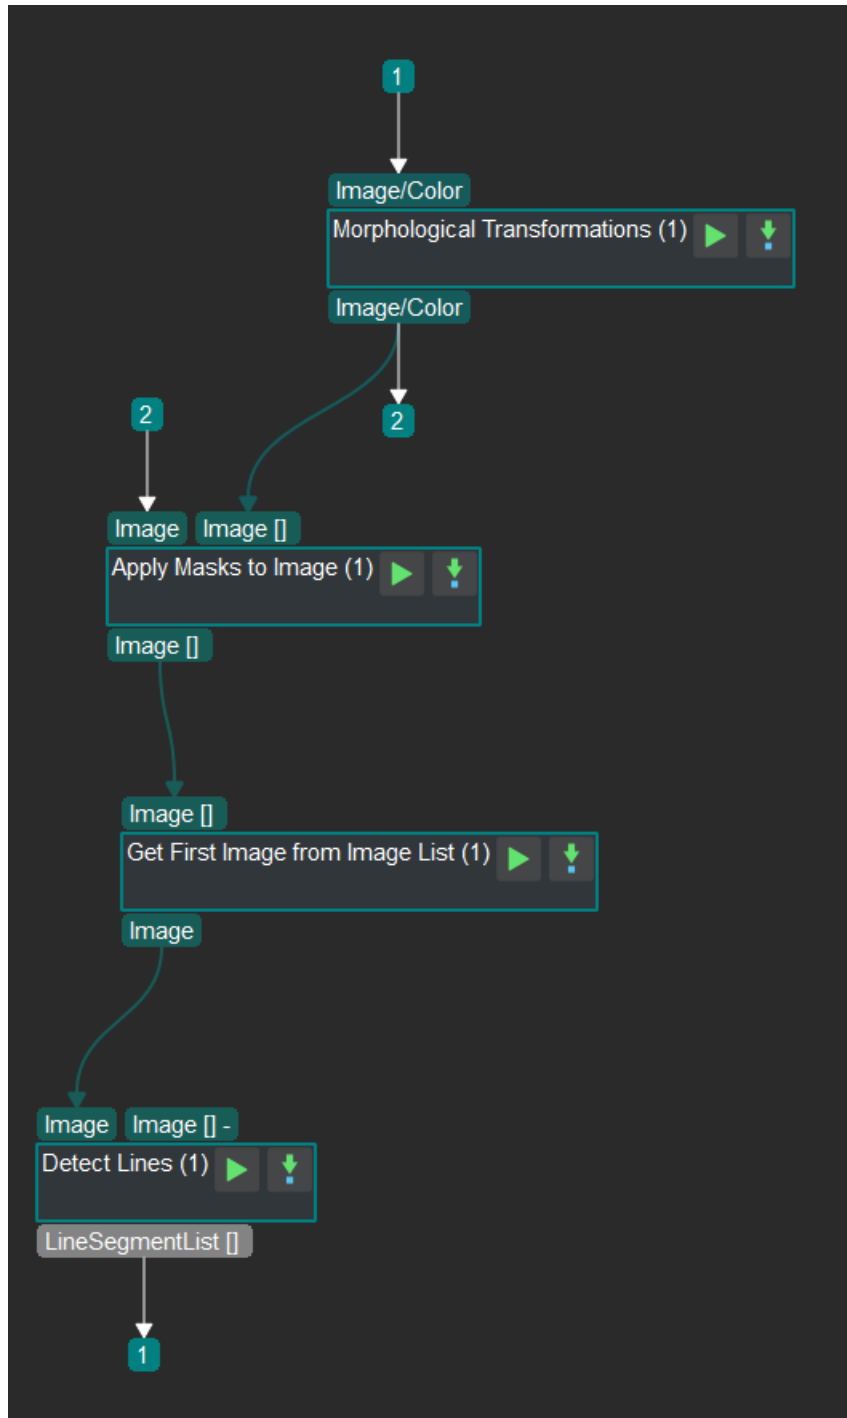 1
Image/Color
Morphological Transformations (1)
Image/Color
2
2
Image Image []
Apply Masks to Image (1)
Image []
Image []
Get First Image from Image List (1)
Image
Image Image [] -
Detect Lines (1)
LineSegmentList []
1